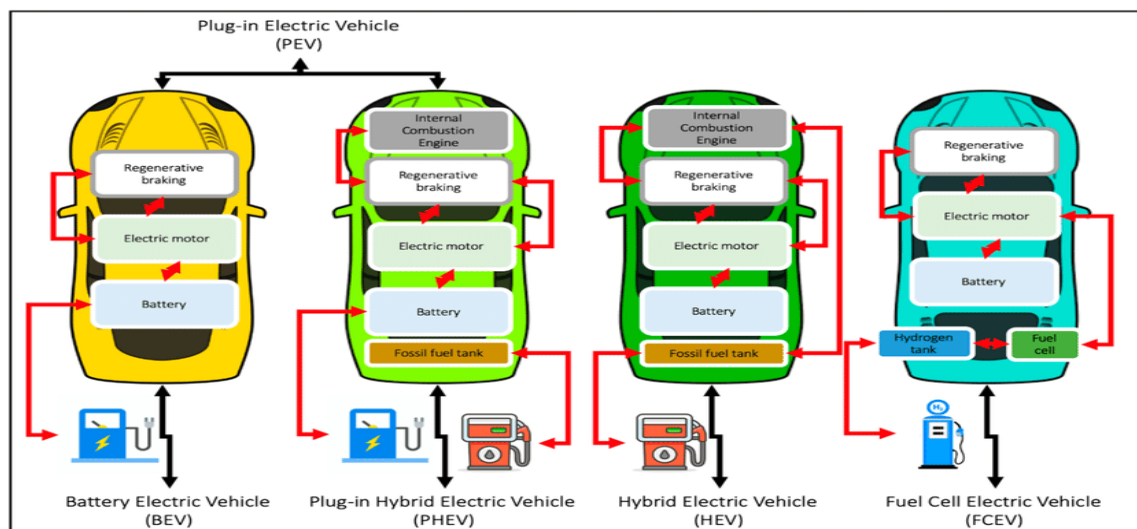 Plug-in Electric Vehicle
(PEV)
Regenerative
braking
Electric motor
Battery
Internal
Combustion
Engine
Regenerative
braking
Electric motor
Battery
Fossil fuel tank
Internal
Combustion
Engine
Regenerative
braking
Electric motor
Battery
Fossil fuel tank
Regenerative
braking
Electric motor
Battery
Hydrogen
tank
Fuel
cell
H₂
Battery Electric Vehicle
(BEV)
Plug-in Hybrid Electric Vehicle
(PHEV)
Hybrid Electric Vehicle
(HEV)
Fuel Cell Electric Vehicle
(FCEV)